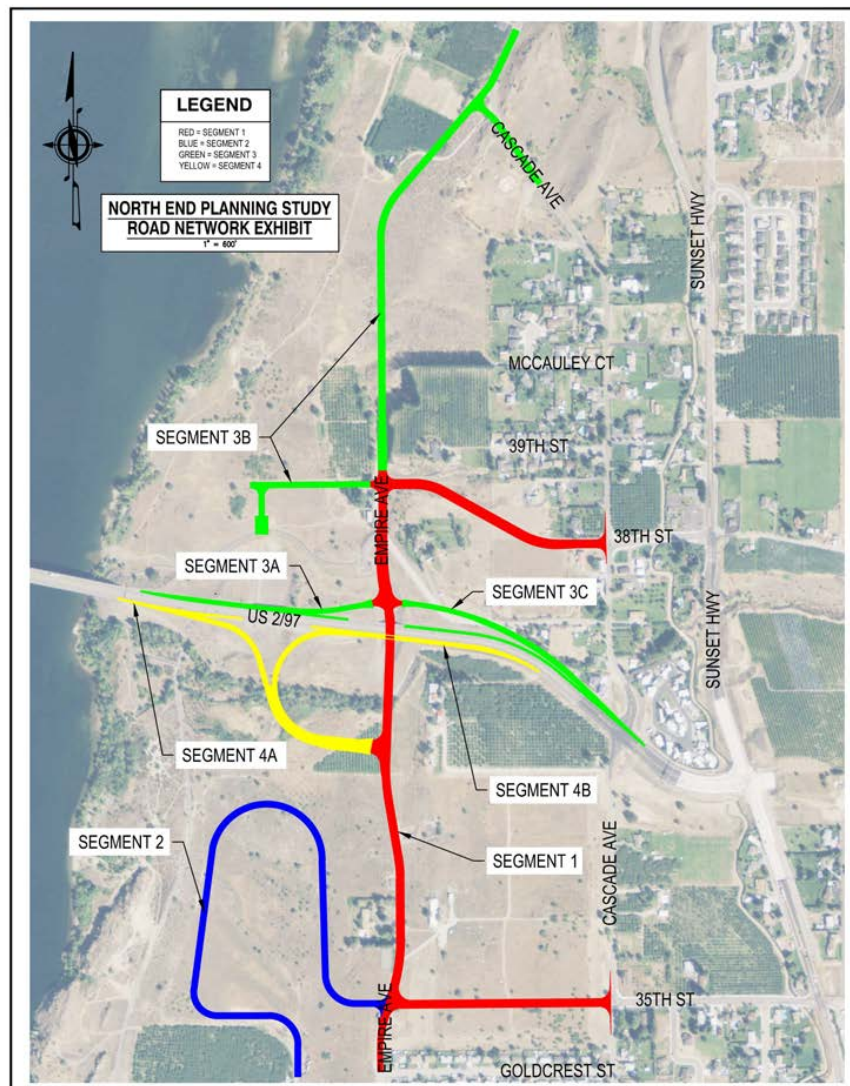 LEGEND
RED = SEGMENT 1
BLUE = SEGMENT 2
GREEN = SEGMENT 3
YELLOW = SEGMENT 4
NORTH END PLANNING STUDY
ROAD NETWORK EXHIBIT
1" = 600'
CASCADE AVE
SUNSET HWY
MCCAULEY CT
SEGMENT 3B
39TH ST
EMPIRE AVE
38TH ST
SEGMENT 3A
SEGMENT 3C
US 2/97
SUNSET HWY
SEGMENT 4A
SEGMENT 4B
SEGMENT 2
SEGMENT 1
CASCADE AVE
EMPIRE AVE
35TH ST
GOLDCREST ST